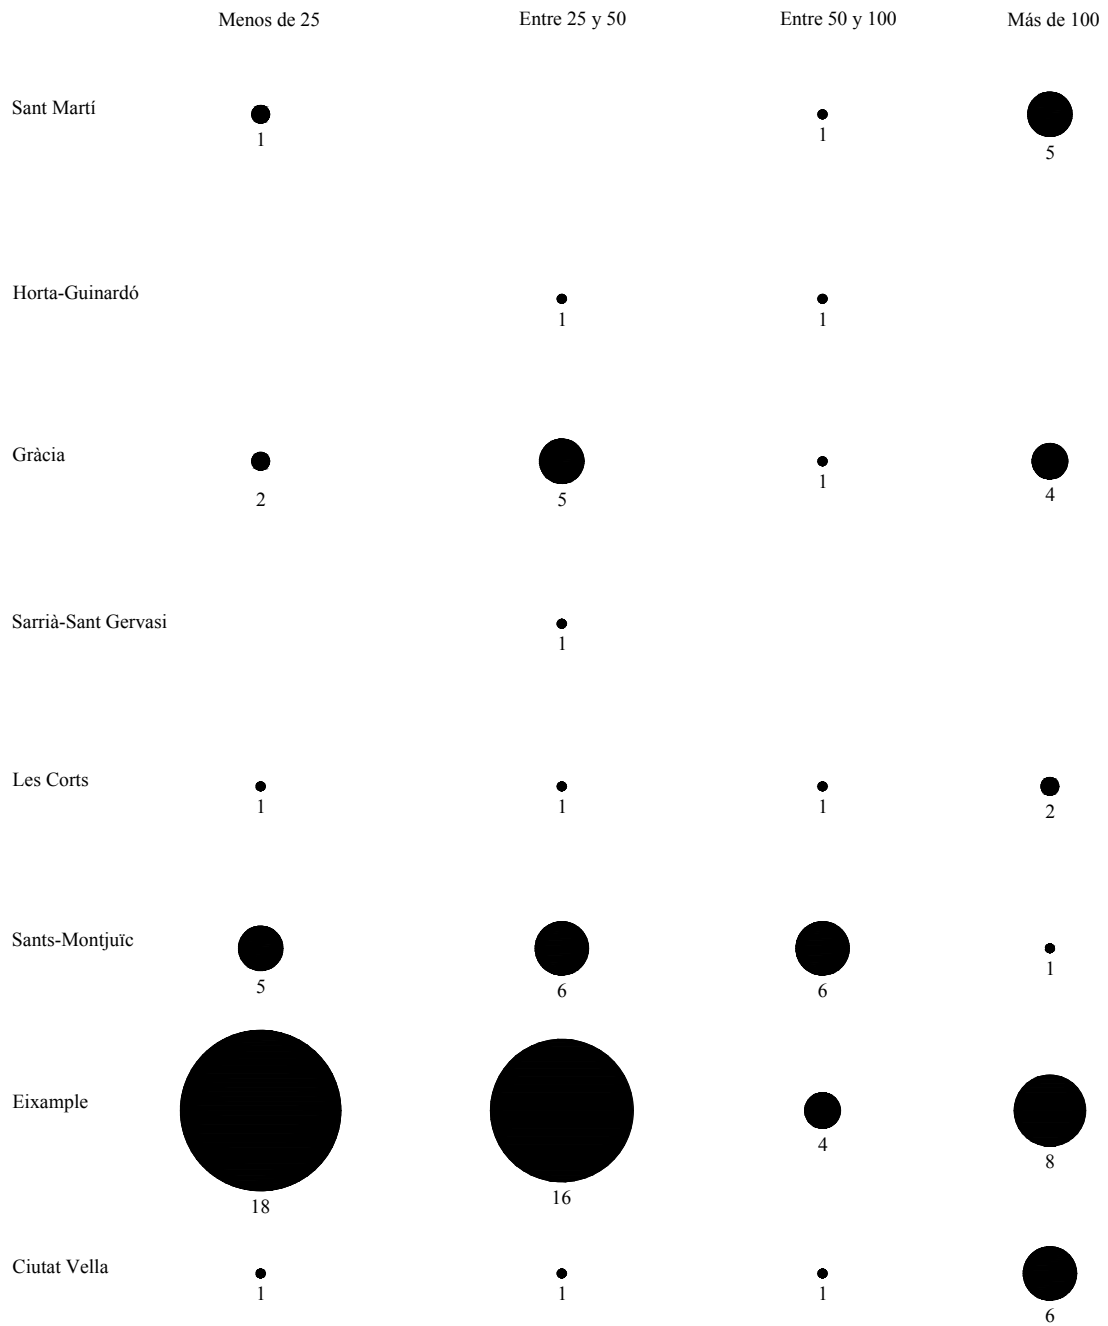 Menos de 25 Entre 25 y 50 Entre 50 y 100 Más de 100
Sant Martí
1 1 5
Horta-Guinardó
1 1
Gràcia
2 5 1 4
Sarrià-Sant Gervasi
1
Les Corts
1 1 1 2
Sants-Montjuïc
5 6 6 1
Eixample
18 16 4 8
Ciutat Vella
1 1 1 6